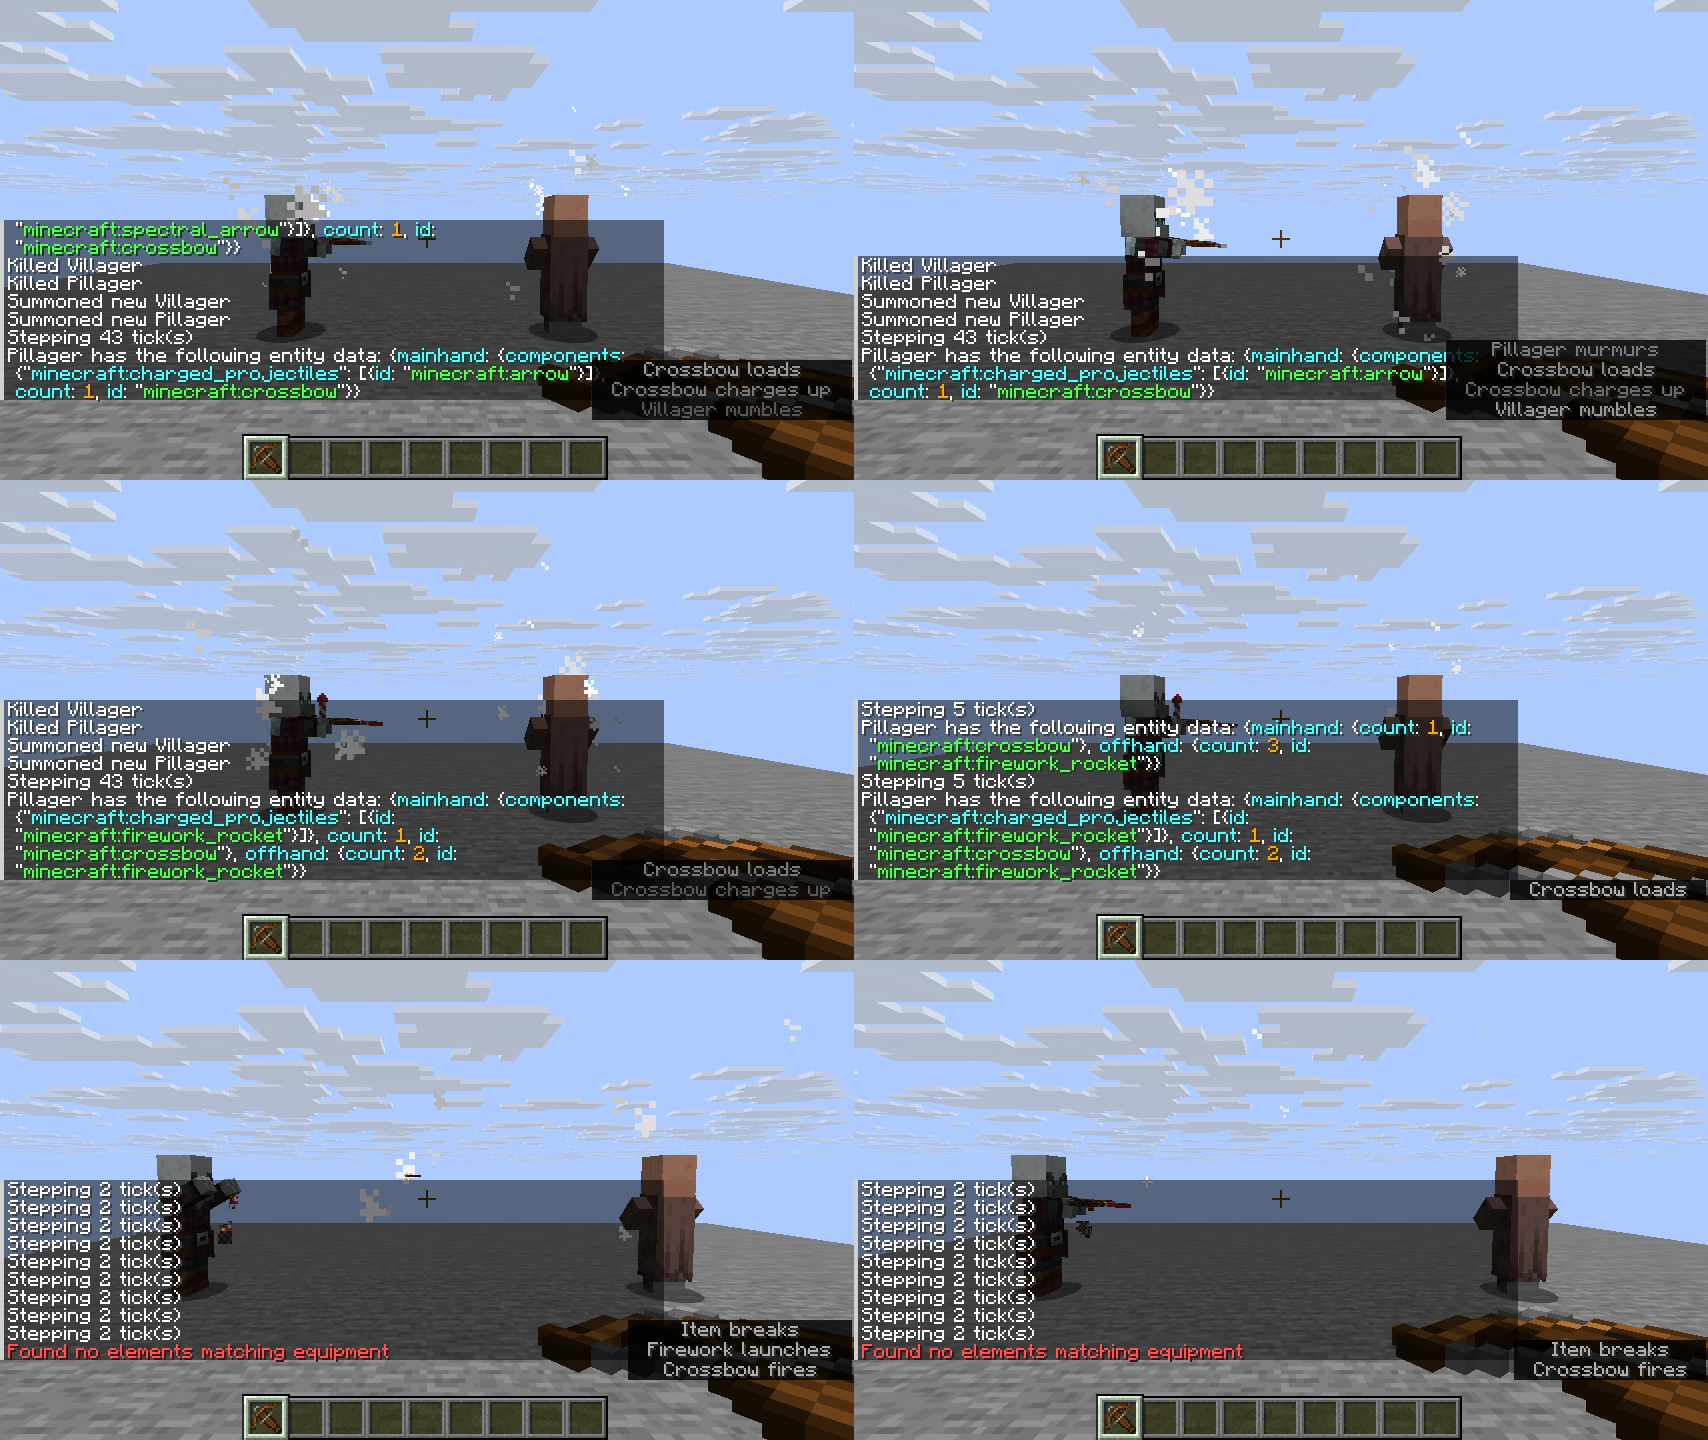 "minecraft:spectral_arrow"}]}, count: 1, id:
"minecraft:crossbow"}}
Killed Villager
Killed Pillager
Summoned new Villager
Summoned new Pillager
Stepping 43 tick(s)
Pillager has the following entity data: {mainhand: {components:
{"minecraft:charged_projectiles": [{id: "minecraft:arrow"}]
count: 1, id: "minecraft:crossbow"}}
Crossbow loads
Crossbow charges up
Villager mumbles
Killed Villager
Killed Pillager
Summoned new Villager
Summoned new Pillager
Stepping 43 tick(s)
Pillager has the following entity data: {mainhand: {components:
{"minecraft:charged_projectiles": [{id: "minecraft:arrow"}]
count: 1, id: "minecraft:crossbow"}}
Pillager murmurs
Crossbow loads
Crossbow charges up
Villager mumbles
Killed Villager
Killed Pillager
Summoned new Villager
Summoned new Pillager
Stepping 43 tick(s)
Pillager has the following entity data: {mainhand: {components:
{"minecraft:charged_projectiles": [{id:
"minecraft:firework_rocket"}]}, count: 1, id:
"minecraft:crossbow"}, offhand: {count: 2, id:
"minecraft:firework_rocket"}}
Crossbow loads
Crossbow charges up
Stepping 5 tick(s)
Pillager has the following entity data: {mainhand: {count: 1, id:
"minecraft:crossbow"}, offhand: {count: 3, id:
"minecraft:firework_rocket"}}
Stepping 5 tick(s)
Pillager has the following entity data: {mainhand: {components:
{"minecraft:charged_projectiles": [{id:
"minecraft:firework_rocket"}]}, count: 1, id:
"minecraft:crossbow"}, offhand: {count: 2, id:
"minecraft:firework_rocket"}}
Crossbow loads
Stepping 2 tick(s)
Stepping 2 tick(s)
Stepping 2 tick(s)
Stepping 2 tick(s)
Stepping 2 tick(s)
Stepping 2 tick(s)
Stepping 2 tick(s)
Stepping 2 tick(s)
Stepping 2 tick(s)
Found no elements matching equipment
Item breaks
Firework launches
Crossbow fires
Stepping 2 tick(s)
Stepping 2 tick(s)
Stepping 2 tick(s)
Stepping 2 tick(s)
Stepping 2 tick(s)
Stepping 2 tick(s)
Stepping 2 tick(s)
Stepping 2 tick(s)
Stepping 2 tick(s)
Found no elements matching equipment
Item breaks
Crossbow fires